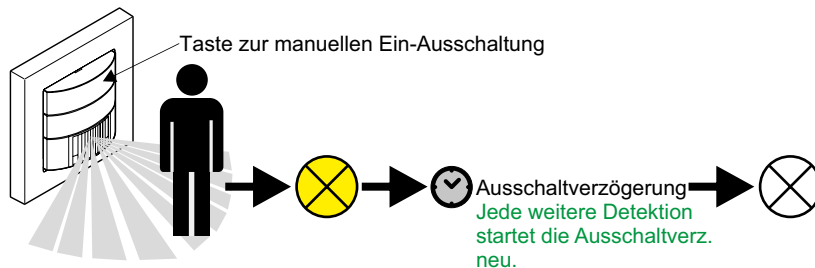 Taste zur manuellen Ein-Ausschaltung
Ausschaltverzögerung
Jede weitere Detektion
startet die Ausschaltverz.
neu.